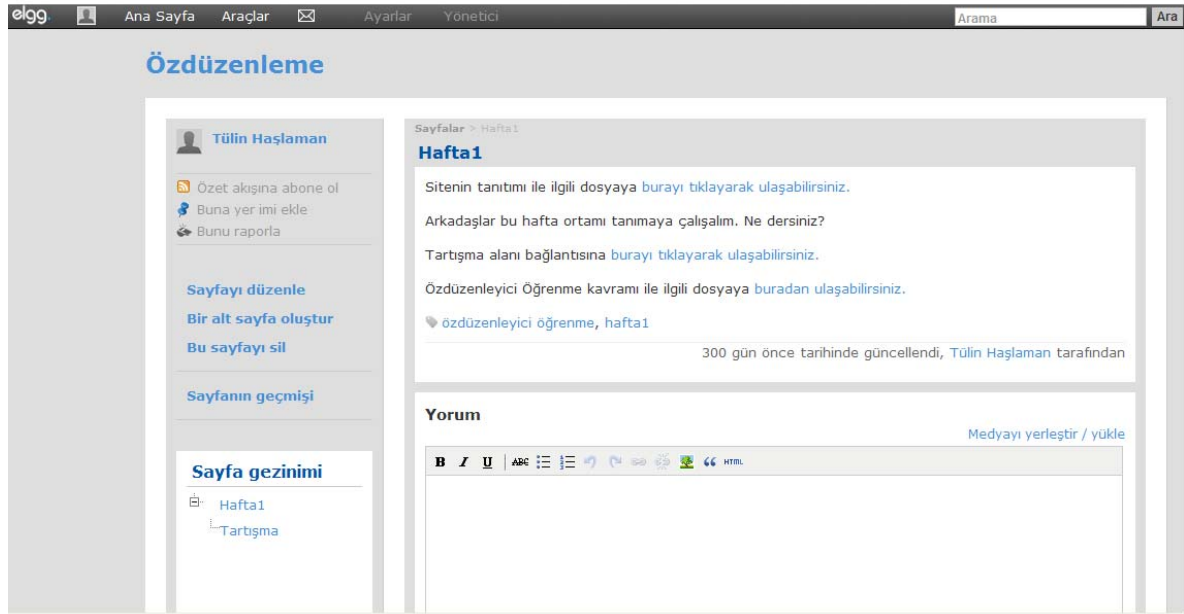 elgg. Ana Sayfa Araçlar Ayarlar Yönetici Arama Ara
Özdüzenleme
Tülin Haşlaman
Özet akışına abone ol
Buna yer imi ekle
Bunu raporla
Sayfayı düzenle
Bir alt sayfa oluştur
Bu sayfayı sil
Sayfanın geçmişi
Sayfa gezinimi
Hafta1
Tartışma
Sayfalar > Hafta1
Hafta1
Sitenin tanıtımı ile ilgili dosyaya burayı tıklayarak ulaşabilirsiniz.
Arkadaşlar bu hafta ortamı tanımaya çalışalım. Ne dersiniz?
Tartışma alanı bağlantısına burayı tıklayarak ulaşabilirsiniz.
Özdüzenleyici Öğrenme kavramı ile ilgili dosyaya buradan ulaşabilirsiniz.
özdüzenleyici öğrenme, hafta1
300 gün önce tarihinde güncellendi, Tülin Haşlaman tarafından
Yorum
Medyayı yerleştir / yükle
B I U ABC HTML